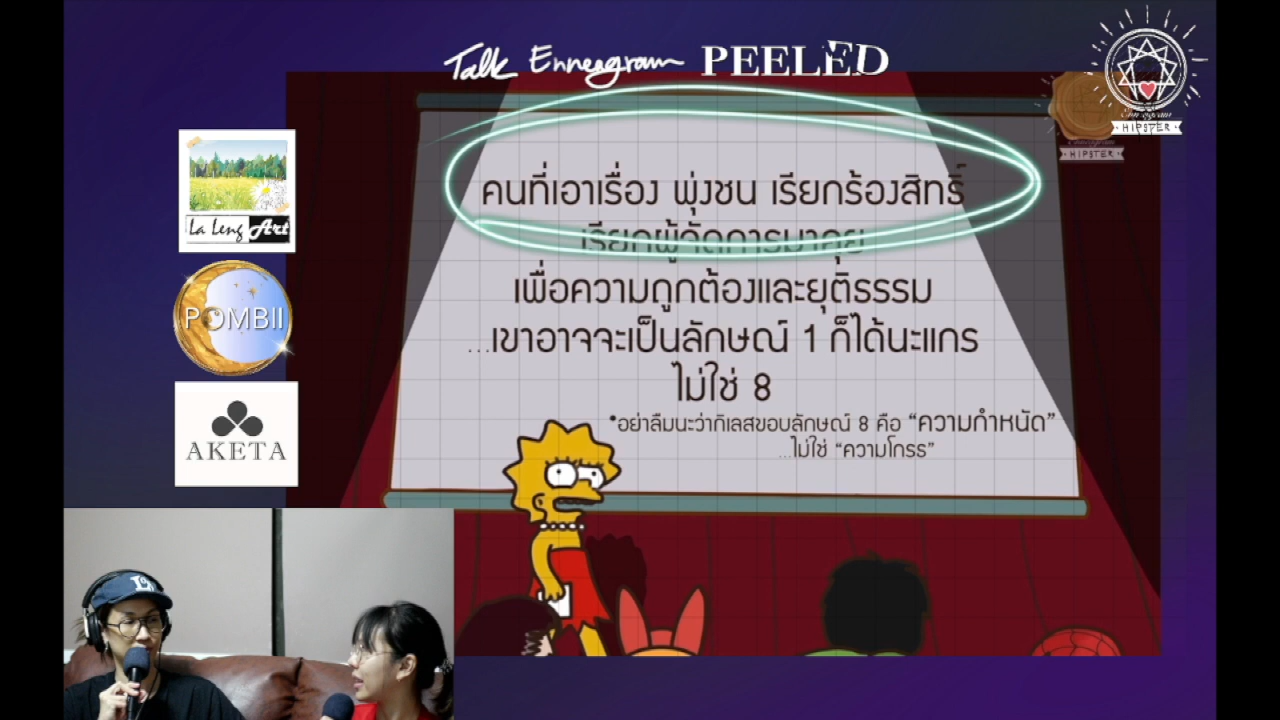 Talk Enneagram PEELED
HIPSTER
HIPSTER
La Leng Art
POMBII
AKETA
คนที่เอาเรื่อง พุ่งชน เรียกร้องสิทธิ์
เรียกผู้จัดการมาคุย
เพื่อความถูกต้องและยุติธรรม
...เขาอาจจะเป็นลักษณ์ 1 ก็ได้นะแกร
ไม่ใช่ 8
*อย่าลืมนะว่ากิเลสของลักษณ์ 8 คือ “ความกำหนัด”
...ไม่ใช่ “ความโกรธ”